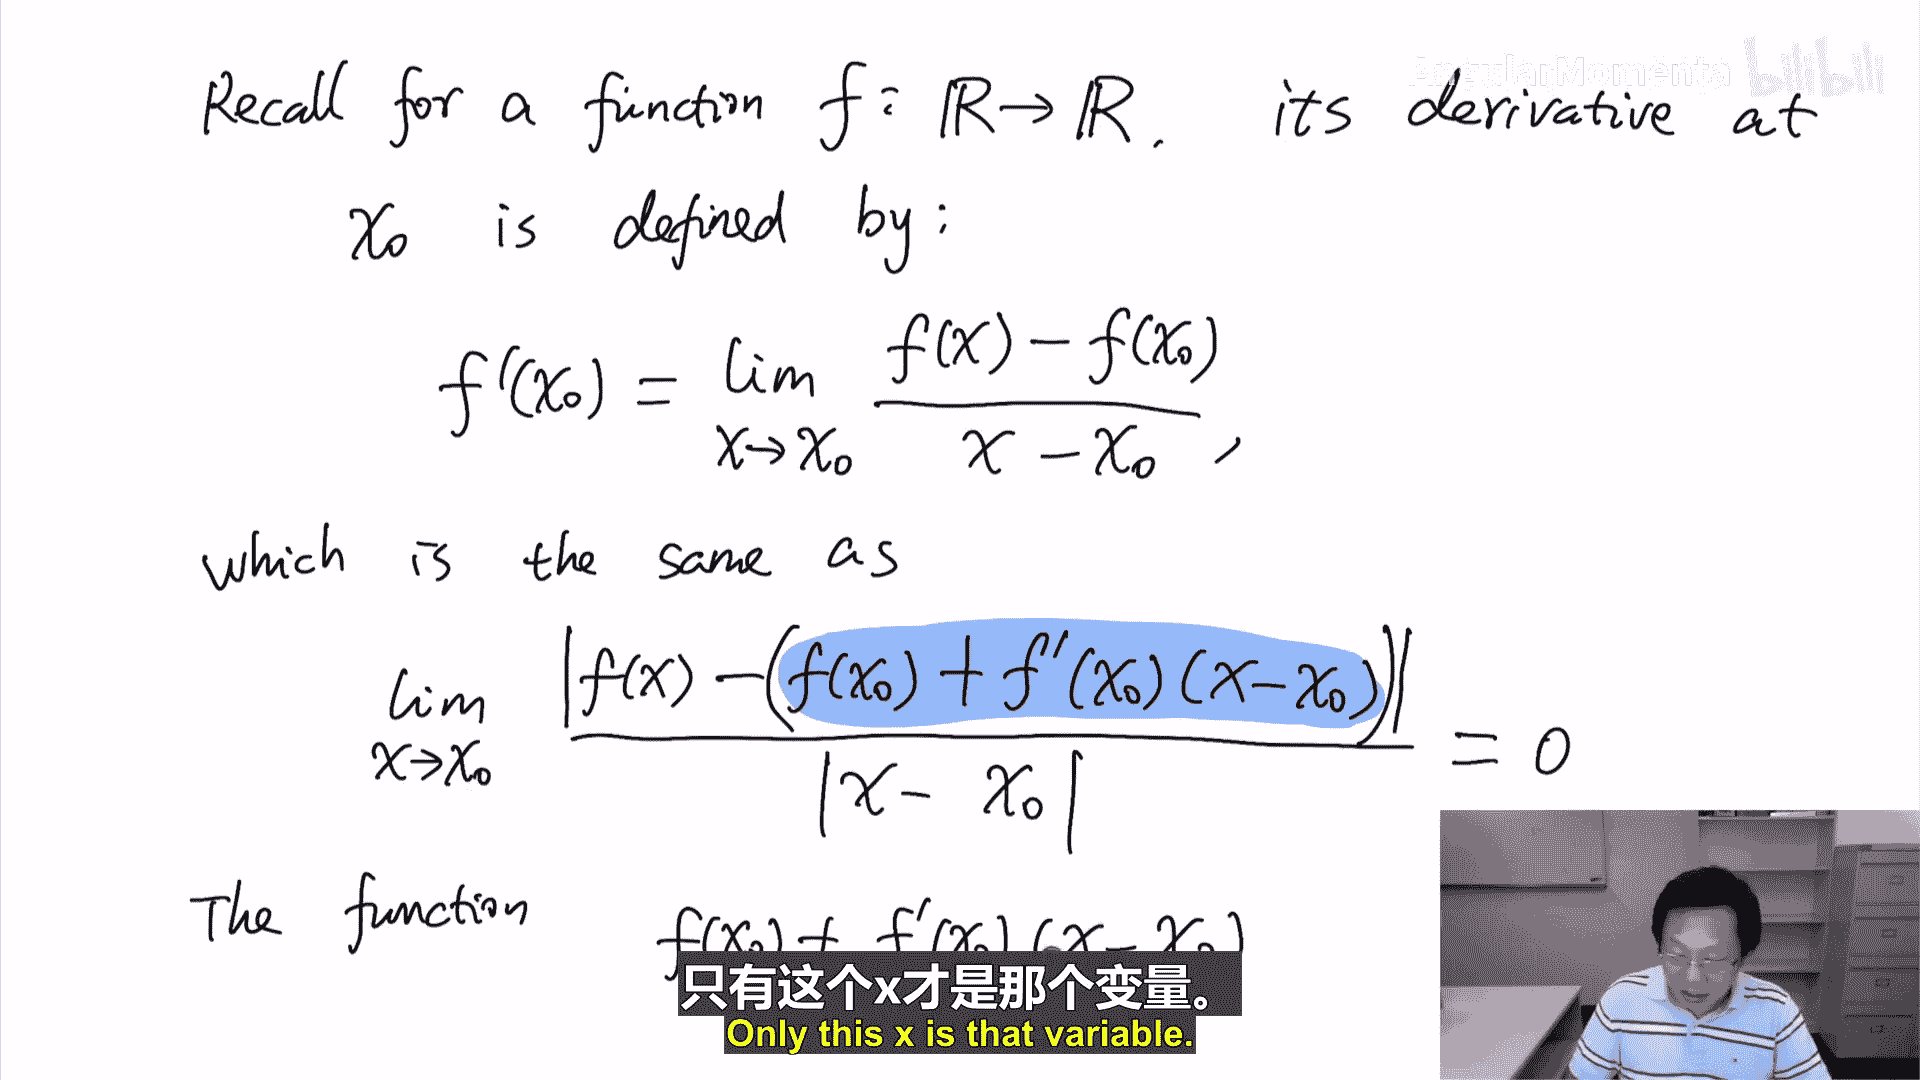 AngularMomenta bilibili
Recall for a function f: ℝ→ℝ. its derivative at
x₀ is defined by:
f'(x₀) = lim_{x→x₀} (f(x) − f(x₀)) / (x − x₀),
which is the same as
lim_{x→x₀} |f(x) − (f(x₀) + f'(x₀)(x−x₀))| / |x − x₀| = 0
The function f(x₀) + f'(x₀)(x − x₀)
只有这个x才是那个变量。
Only this x is that variable.